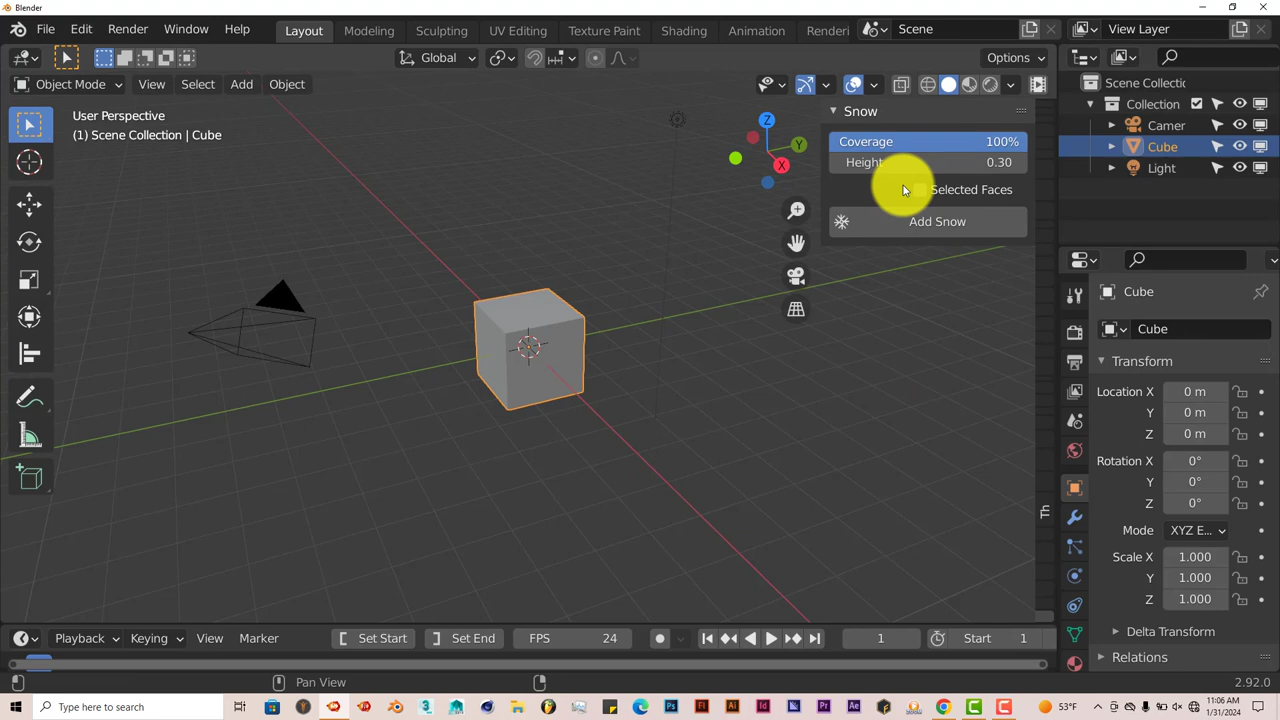 Blender
File Edit Render Window Help Layout Modeling Sculpting UV Editing Texture Paint Shading Animation Renderi Scene View Layer
Global Options
Object Mode View Select Add Object
User Perspective
(1) Scene Collection | Cube
Snow
Coverage 100%
Height 0.30
Selected Faces
Add Snow
Z
Y
X
Th
Scene Collectic
Collection
Camer
Cube
Light
Cube
Cube
Transform
Location X 0 m
Y 0 m
Z 0 m
Rotation X 0°
Y 0°
Z 0°
Mode XYZ E...
Scale X 1.000
Y 1.000
Z 1.000
Delta Transform
Relations
Playback Keying View Marker Set Start Set End FPS 24 1 Start 1
Pan View 2.92.0
Type here to search 53°F 11:06 AM
1/31/2024